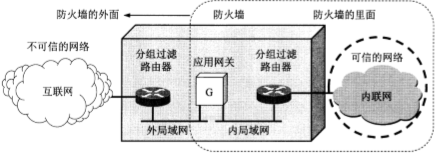 防火墙的外面
防火墙
防火墙的里面
不可信的网络
分组过滤
路由器
应用网关
分组过滤
路由器
可信的网络
互联网
G
内联网
外局域网
内局域网